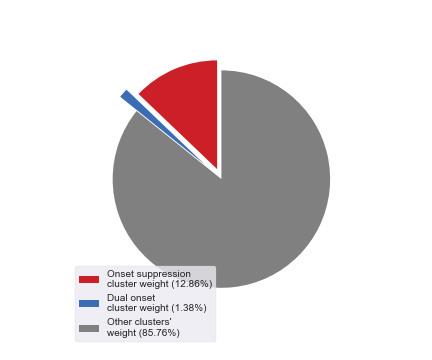 Onset suppression
cluster weight (12.86%)
Dual onset
cluster weight (1.38%)
Other clusters'
weight (85.76%)